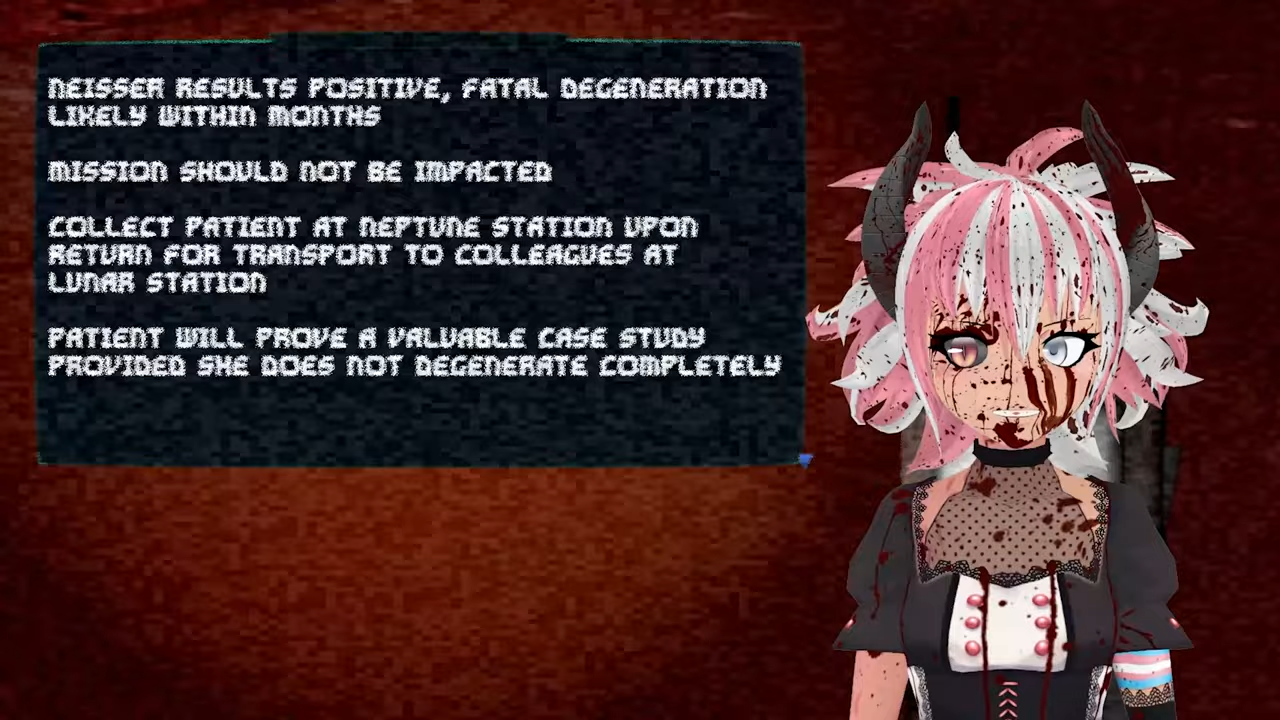 NEISSER RESULTS POSITIVE, FATAL DEGENERATION
LIKELY WITHIN MONTHS
MISSION SHOULD NOT BE IMPACTED
COLLECT PATIENT AT NEPTUNE STATION UPON
RETURN FOR TRANSPORT TO COLLEAGUES AT
LUNAR STATION
PATIENT WILL PROVE A VALUABLE CASE STUDY
PROVIDED SHE DOES NOT DEGENERATE COMPLETELY